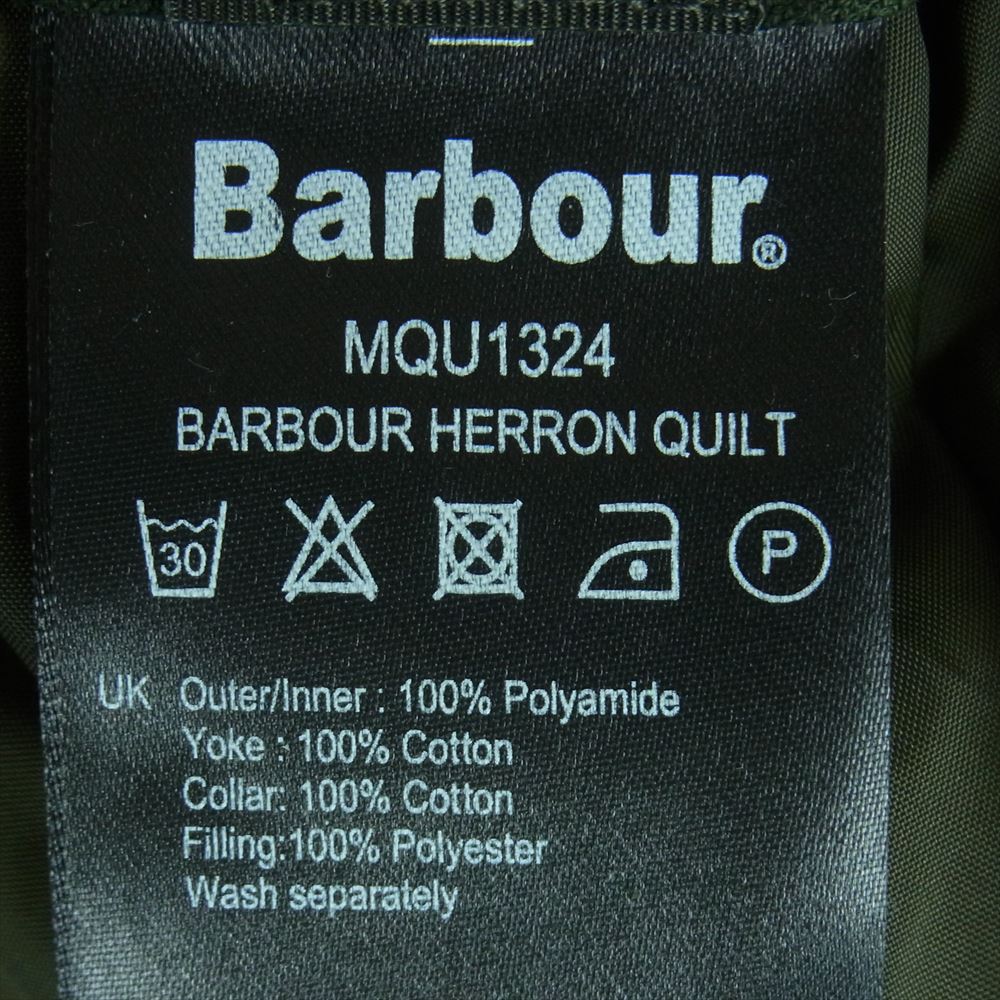 Barbour®
MQU1324
BARBOUR HERRON QUILT
30 P
UK Outer/Inner : 100% Polyamide
Yoke : 100% Cotton
Collar: 100% Cotton
Filling:100% Polyester
Wash separately